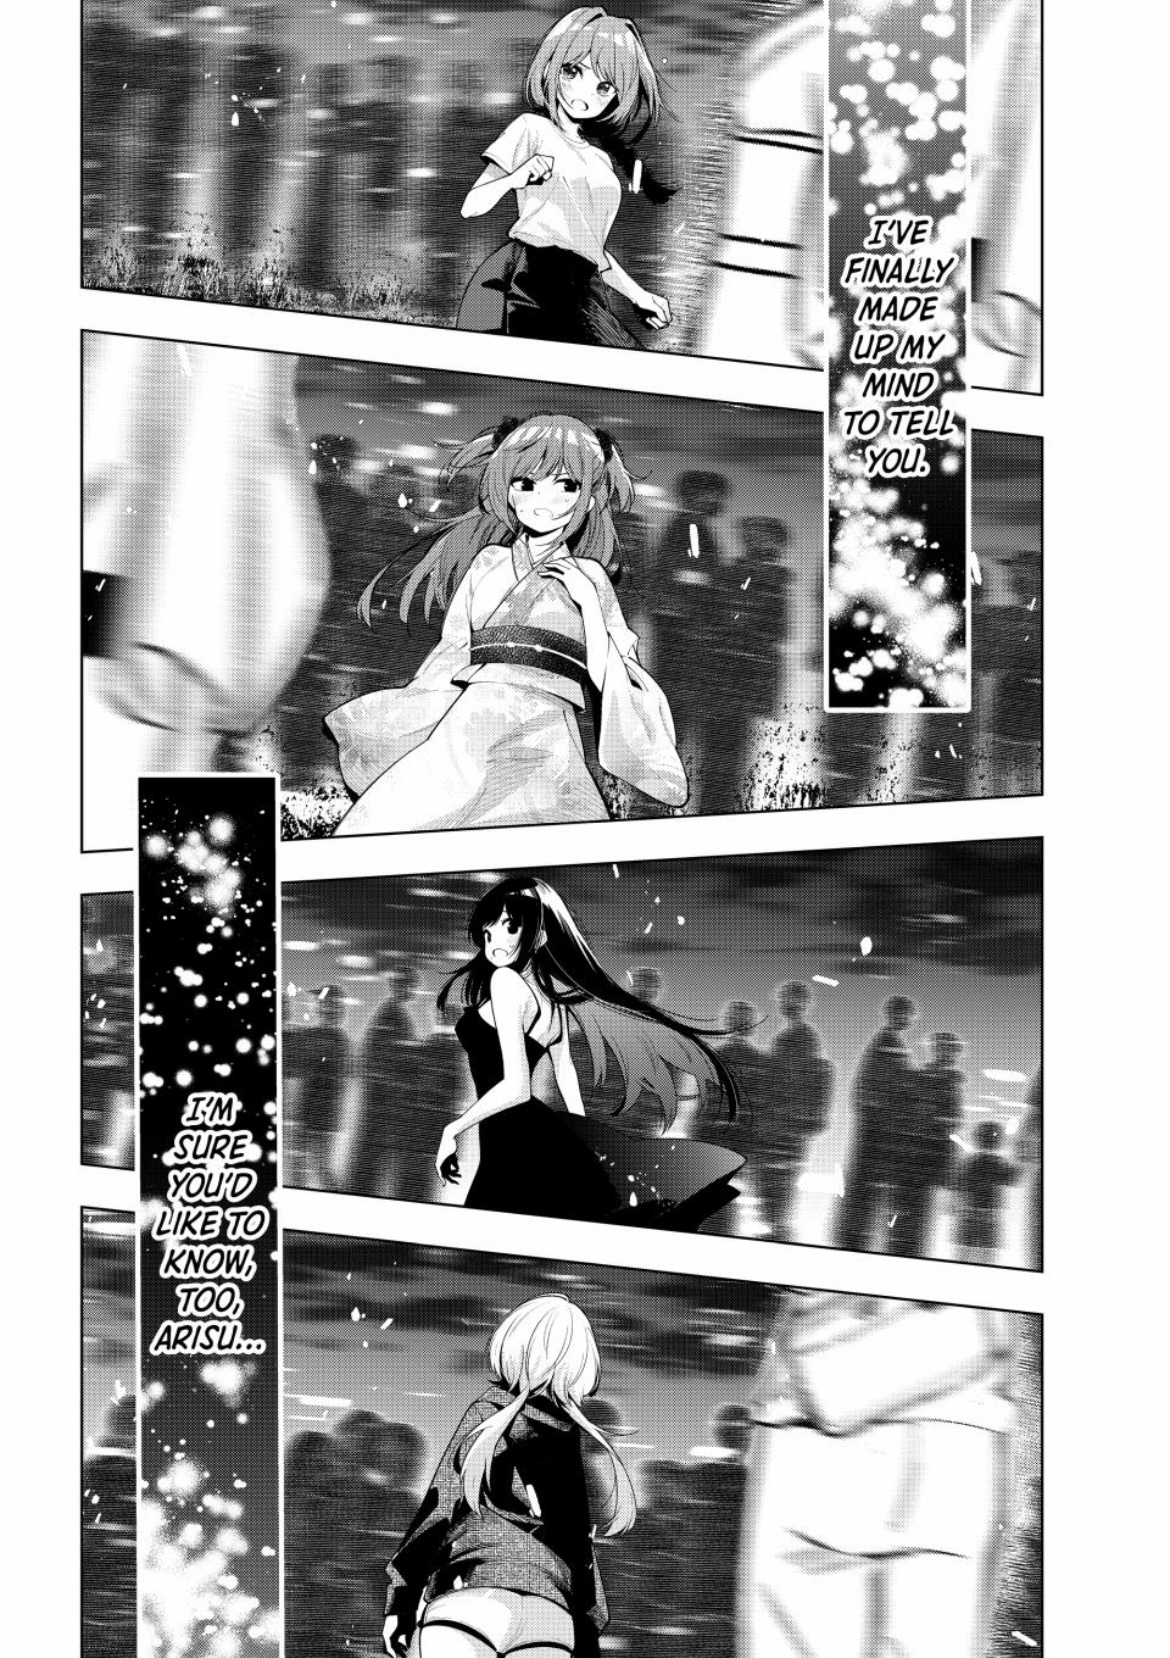 I'VE
FINALLY
MADE
UP MY
MIND
TO TELL
YOU.
I'M
SURE
YOU'D
LIKE TO
KNOW,
TOO,
ARISU...